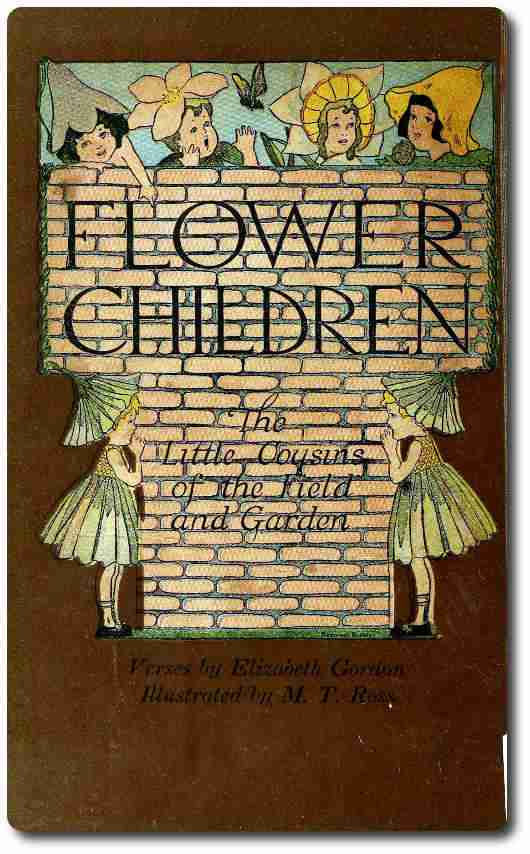 FLOWER
CHILDREN
The
Little Cousins
of the Field
and Garden
Verses by Elizabeth Gordon
Illustrated by M. T. Ross